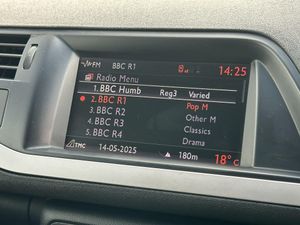 FM BBC R1 8 14:25
Radio Menu
1. BBC Humb Reg3 Varied
2. BBC R1 Pop M
3. BBC R2 Other M
4. BBC R3 Classics
5. BBC R4 Drama
TMC 14-05-2025 180m 18°C